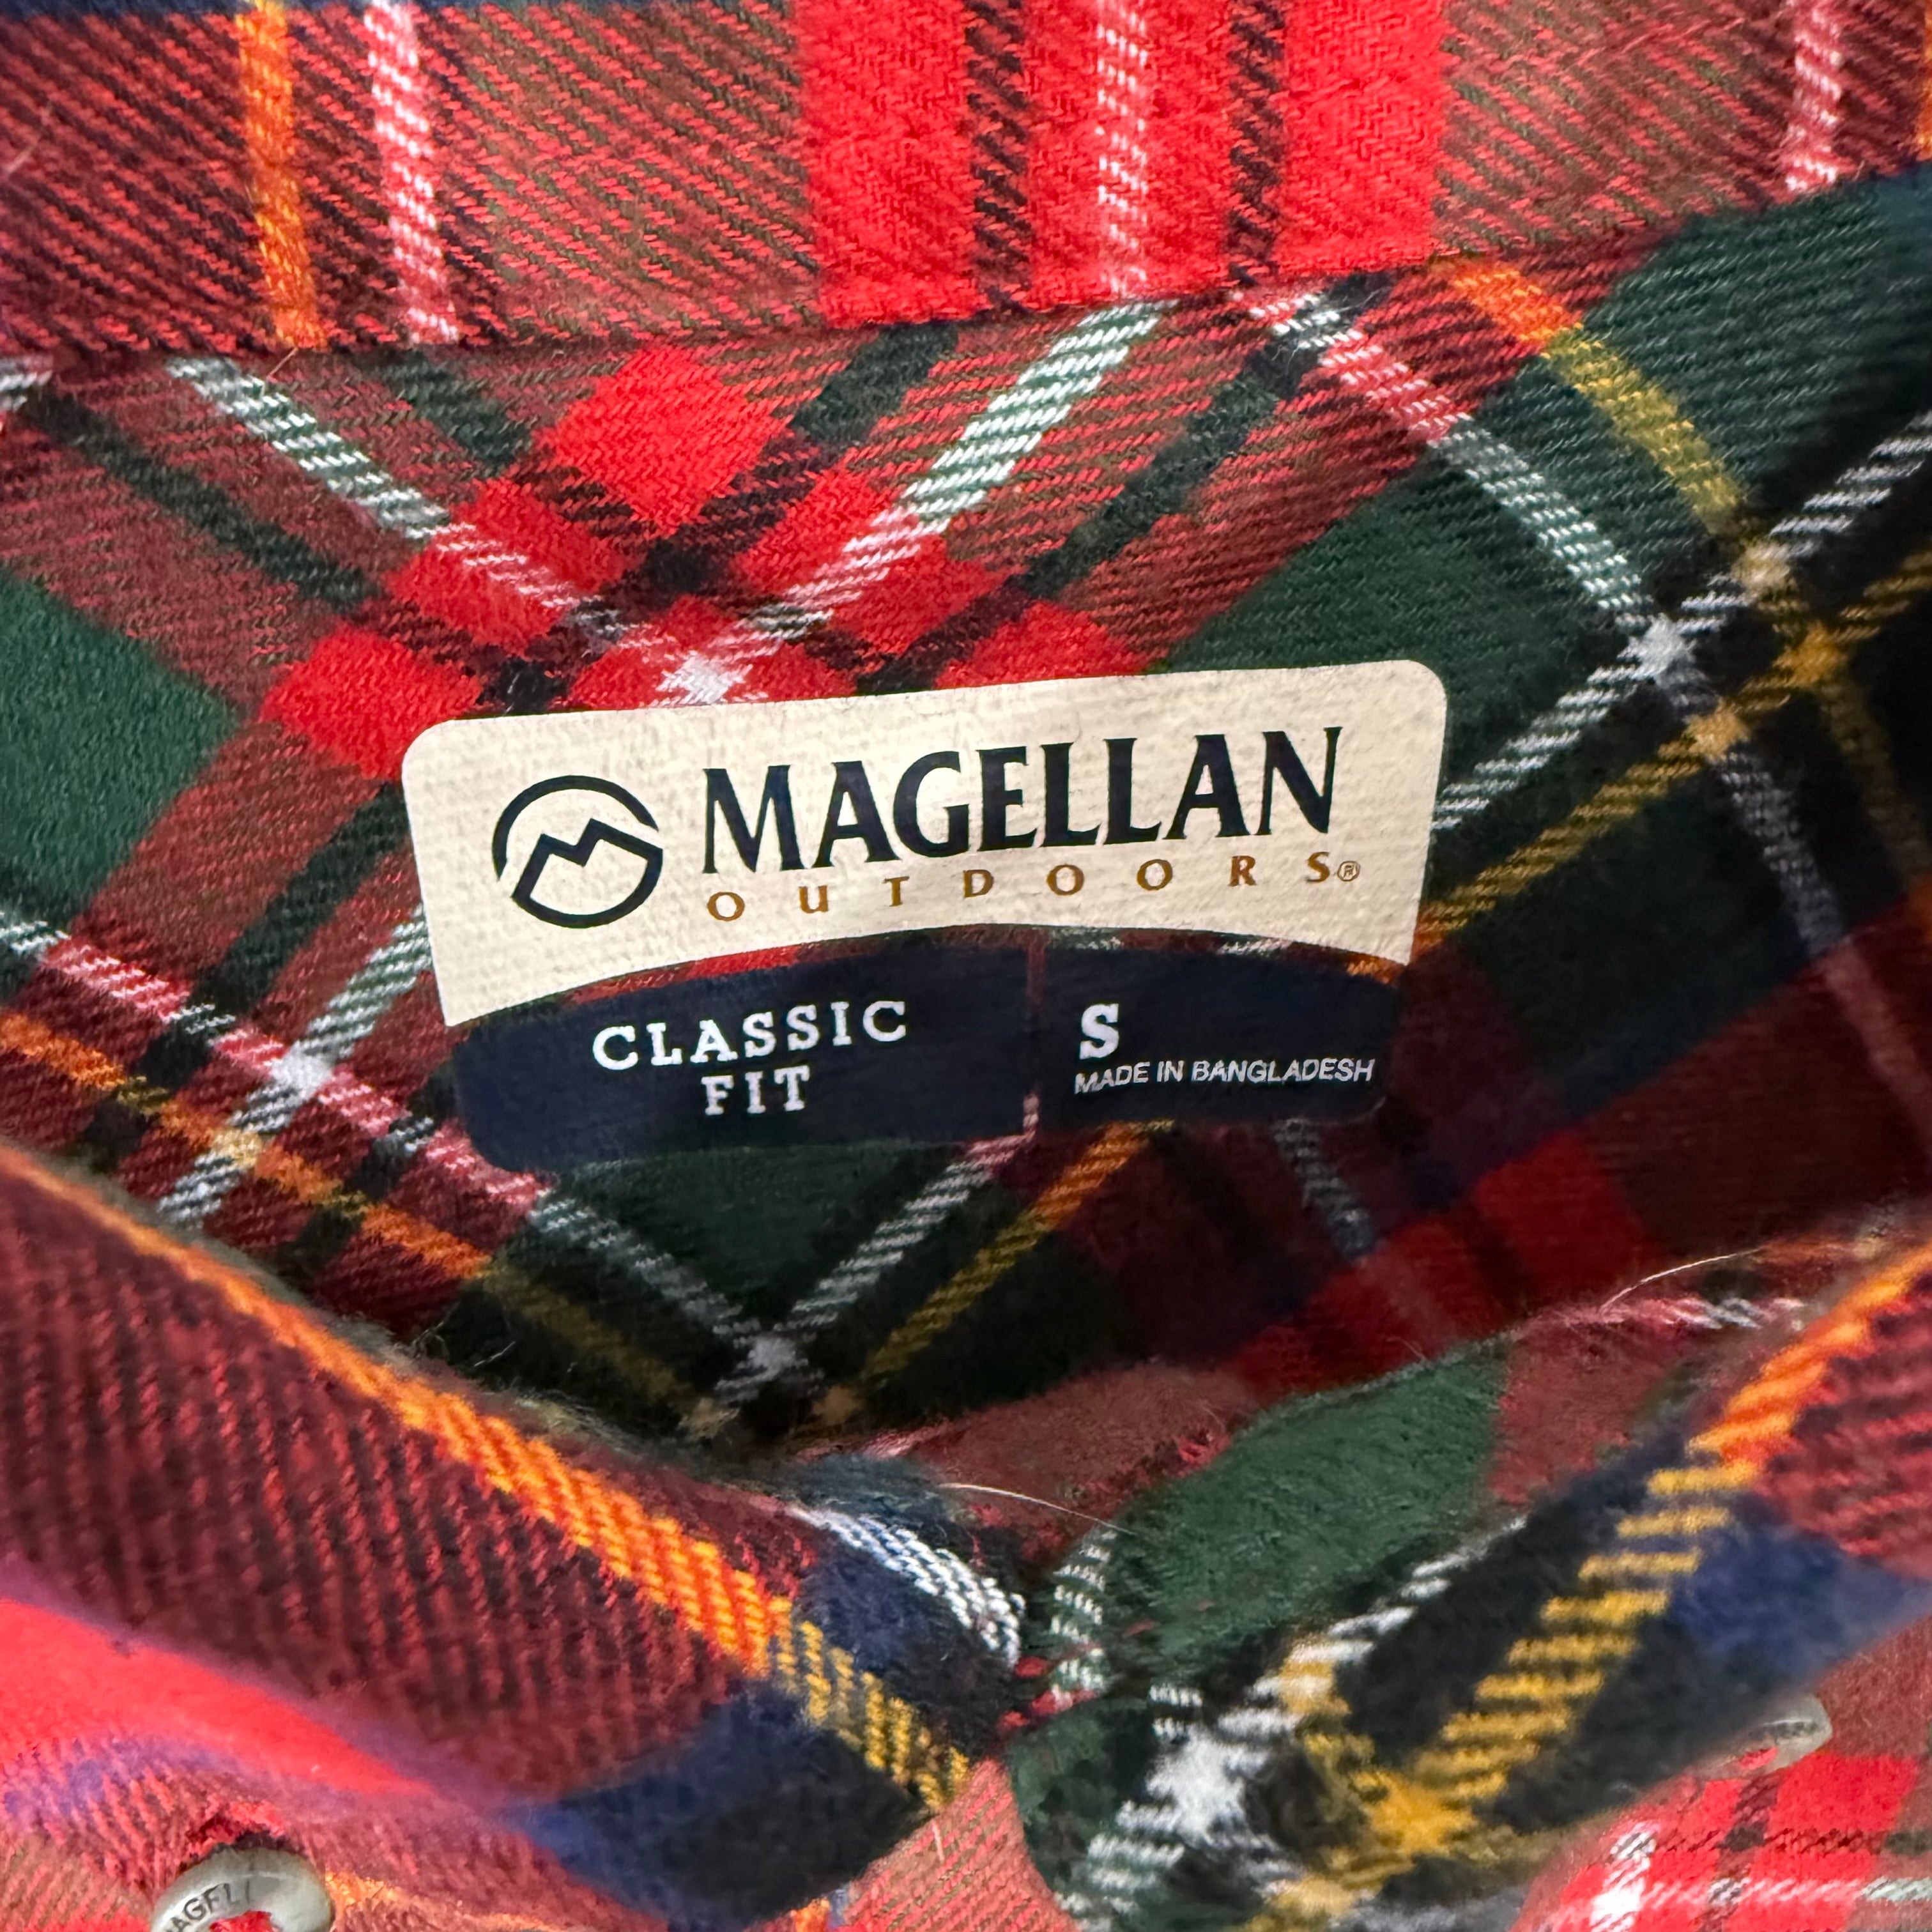 MAGELLAN
OUTDOORS®
CLASSIC
FIT
S
MADE IN BANGLADESH